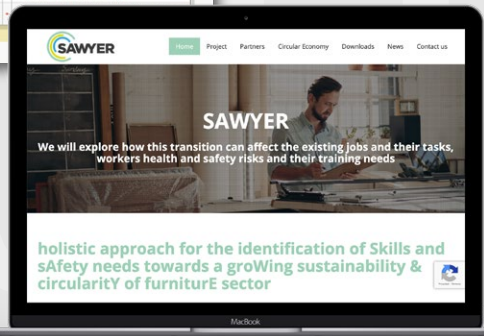 SAWYER
Home Project Partners Circular Economy Downloads News Contact us
SAWYER
We will explore how this transition can affect the existing jobs and their tasks,
workers health and safety risks and their training needs
holistic approach for the identification of Skills and
sAfety needs towards a groWing sustainability &
circularitY of furniturE sector
MacBook